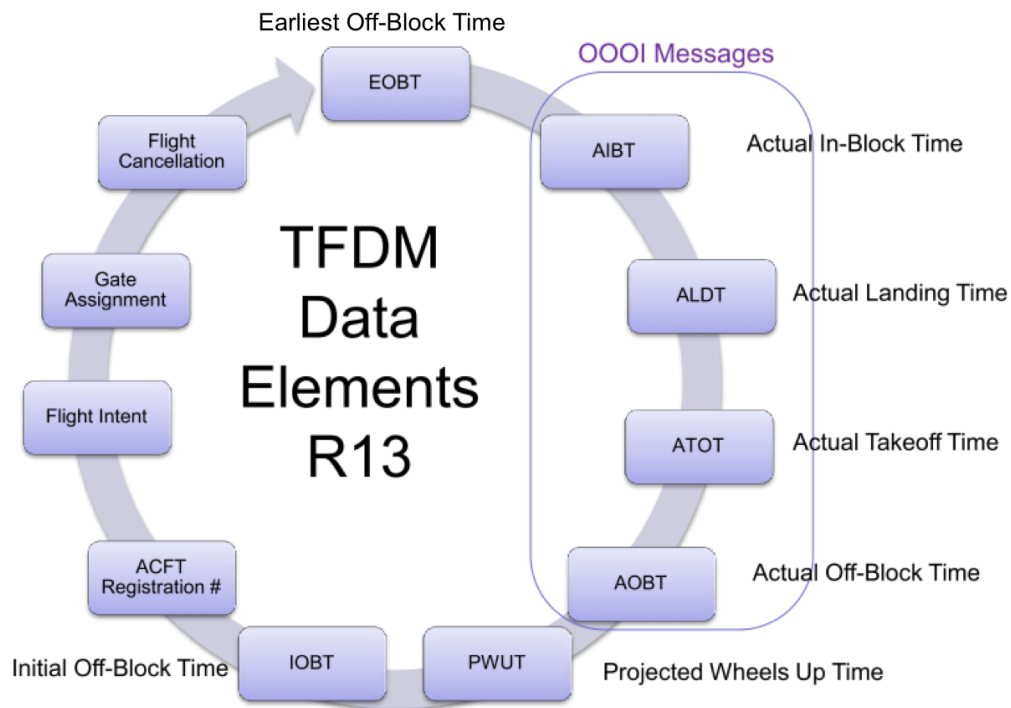 Earliest Off-Block Time
OOOI Messages
EOBT
AIBT
Actual In-Block Time
ALDT
Actual Landing Time
ATOT
Actual Takeoff Time
AOBT
Actual Off-Block Time
PWUT
Projected Wheels Up Time
IOBT
Initial Off-Block Time
ACFT
Registration #
Flight Intent
Gate
Assignment
Flight
Cancellation
TFDM
Data
Elements
R13